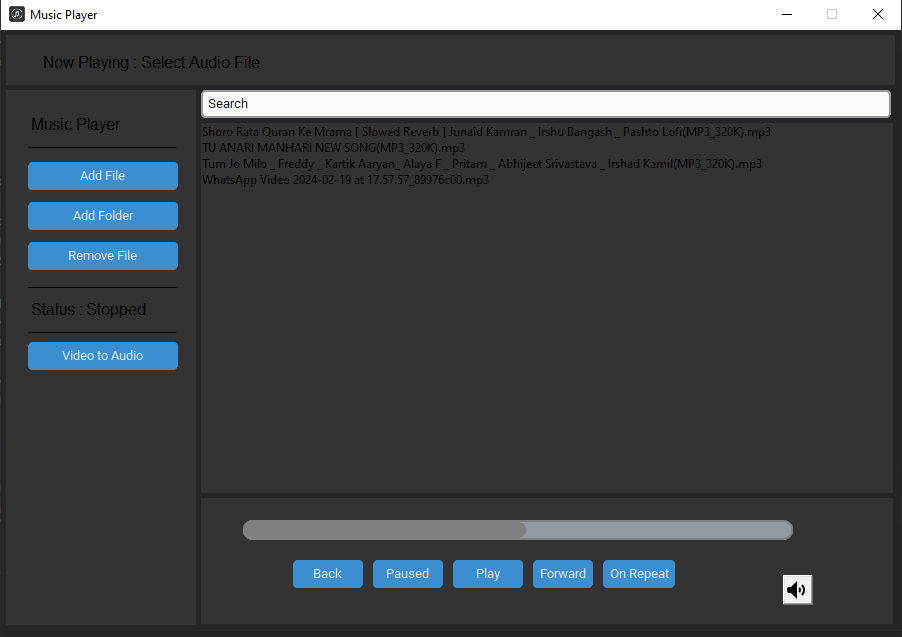 Music Player
Now Playing : Select Audio File
Music Player
Add File
Add Folder
Remove File
Status : Stopped
Video to Audio
Search
Shoro Rata Quran Ke Mrama [ Slowed Reverb ] Junaid Kamran _ Irshu Bangash _ Pashto Lofi(MP3_320K).mp3
TU ANARI MANHARI NEW SONG(MP3_320K).mp3
Tum Jo Milo _ Freddy _ Kartik Aaryan_ Alaya F _ Pritam _ Abhijeet Srivastava _ Irshad Kamil(MP3_320K).mp3
WhatsApp Video 2024-02-19 at 17.57.57_89976c00.mp3
Back Paused Play Forward On Repeat